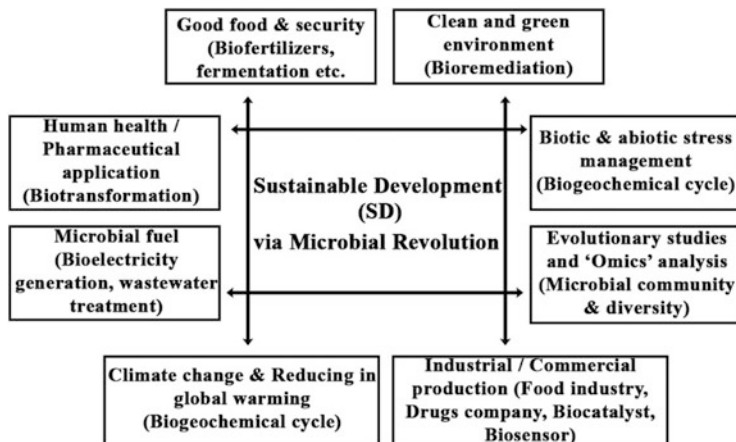 Good food & security
(Biofertilizers,
fermentation etc.
Clean and green
environment
(Bioremediation)
Human health /
Pharmaceutical
application
(Biotransformation)
Biotic & abiotic stress
management
(Biogeochemical cycle)
Sustainable Development
(SD)
via Microbial Revolution
Microbial fuel
(Bioelectricity
generation, wastewater
treatment)
Evolutionary studies
and ‘Omics’ analysis
(Microbial community
& diversity)
Climate change & Reducing in
global warming
(Biogeochemical cycle)
Industrial / Commercial
production (Food industry,
Drugs company, Biocatalyst,
Biosensor)